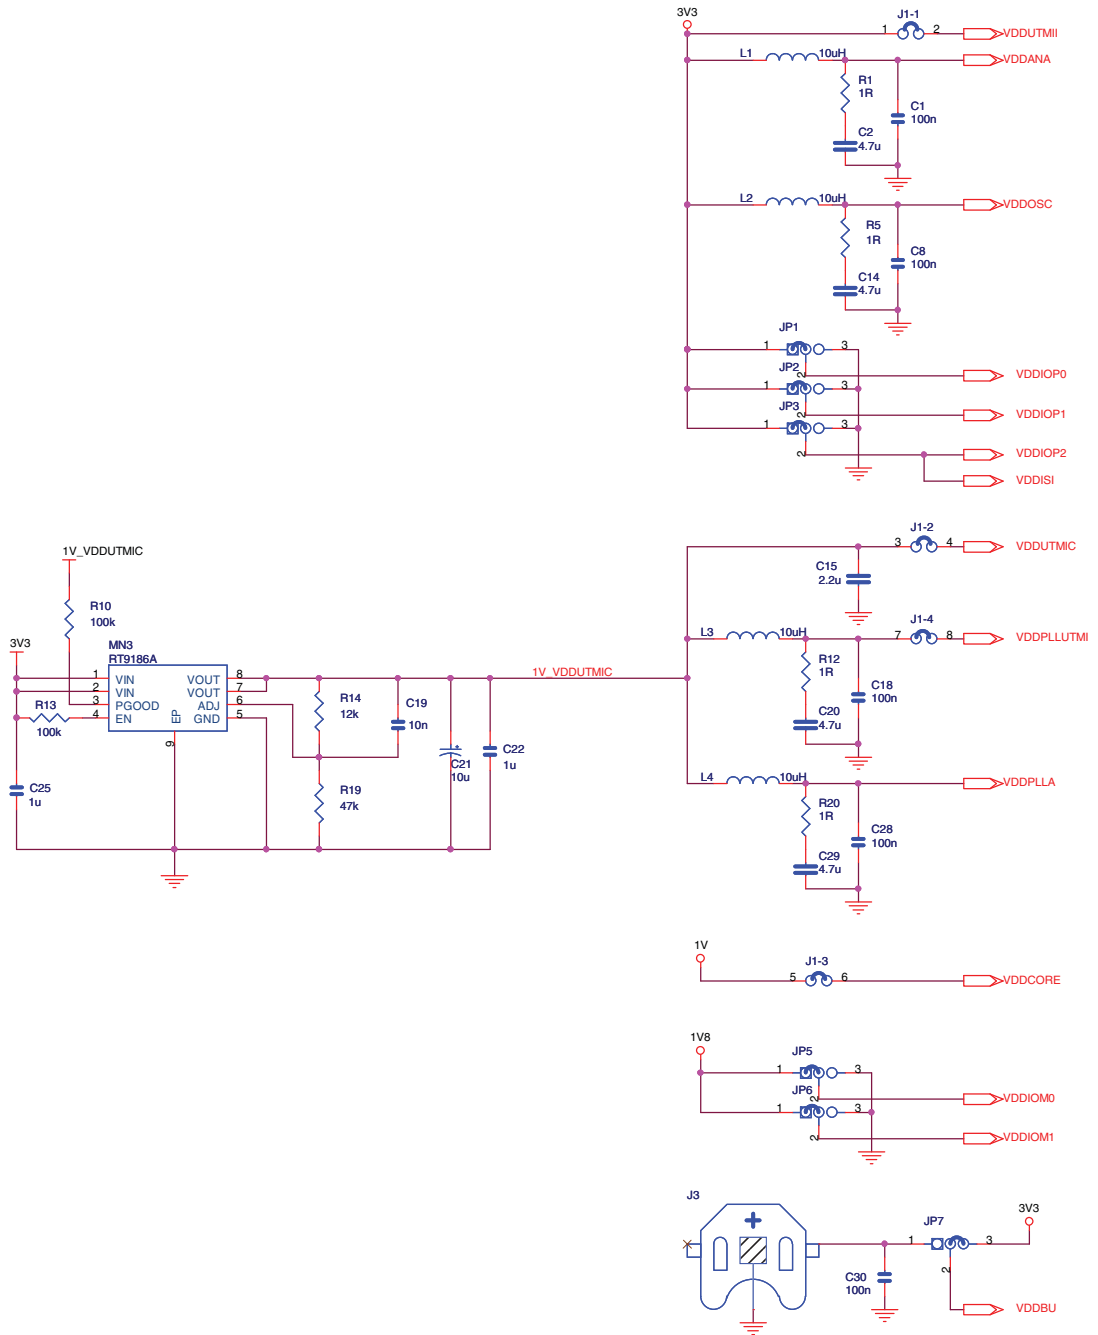 3V3
J1-1
1
2
VDDUTMII
L1
10uH
VDDANA
R1
1R
C1
100n
C2
4.7u
L2
10uH
VDDOSC
R5
1R
C8
100n
C14
4.7u
JP1
1
3
2
VDDIOP0
JP2
1
3
2
VDDIOP1
JP3
1
3
2
VDDIOP2
VDDISI
J1-2
3
4
VDDUTMIC
C15
2.2u
J1-4
L3
10uH
7
8
VDDPLLUTMI
R12
1R
C18
100n
C20
4.7u
L4
10uH
VDDPLLA
R20
1R
C28
100n
C29
4.7u
1V_VDDUTMIC
R10
100k
3V3
MN3
RT9186A
1
VIN
VOUT
8
2
VIN
VOUT
7
3
PGOOD
ADJ
6
4
EN
GND
5
EP
9
R13
100k
C25
1u
R14
12k
C19
10n
R19
47k
C21
10u
C22
1u
1V_VDDUTMIC
1V
J1-3
5
6
VDDCORE
1V8
JP5
1
3
2
VDDIOM0
JP6
1
3
2
VDDIOM1
J3
JP7
3V3
1
3
2
C30
100n
VDDBU